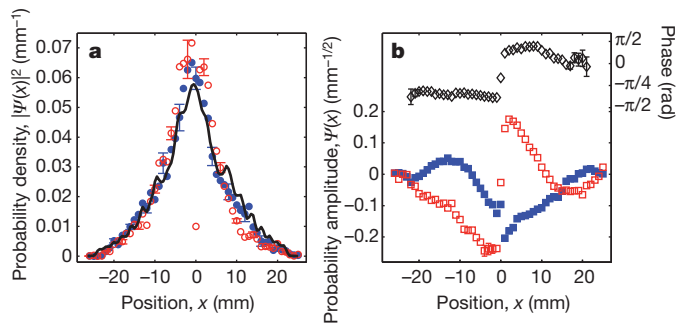 a
Probability density, |Ψ(x)|² (mm⁻¹)
0.07
0.06
0.05
0.04
0.03
0.02
0.01
0
−20 −10 0 10 20
Position, x (mm)
b
Probability amplitude, Ψ(x) (mm⁻¹/²)
0.2
0.1
0
−0.1
−0.2
−20 −10 0 10 20
Position, x (mm)
π/2
0
−π/4
−π/2
Phase (rad)